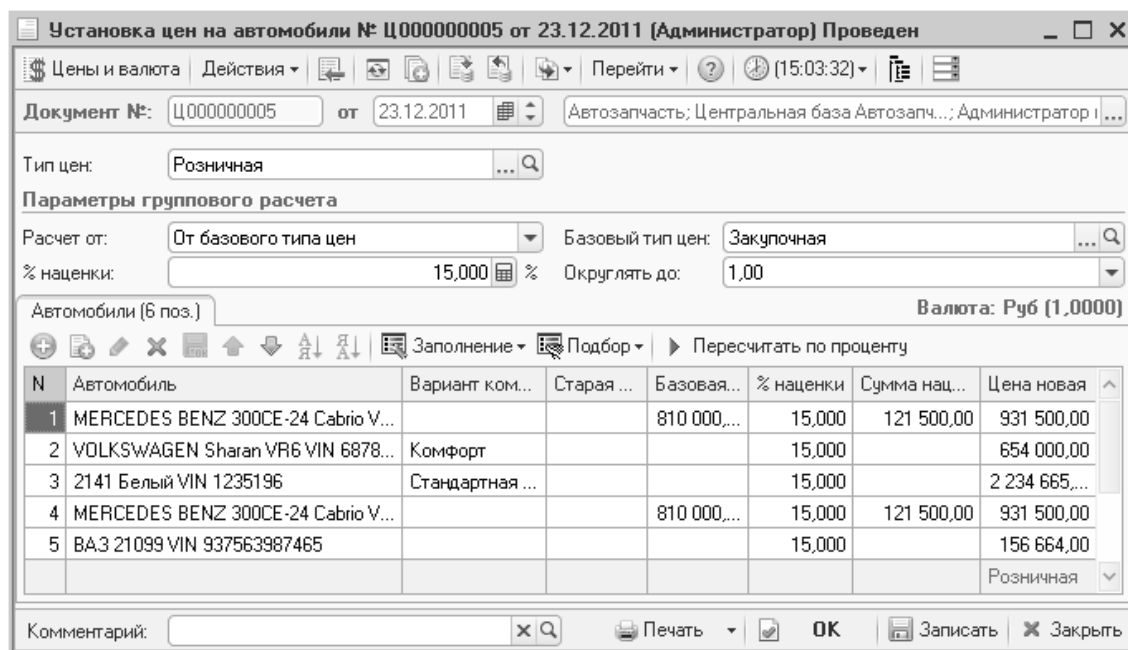 Установка цен на автомобили № Ц000000005 от 23.12.2011 (Администратор) Проведен
Цены и валюта Действия Перейти (15:03:32)
Документ №: Ц000000005 от 23.12.2011 Автозапчасть; Центральная база Автозапч...; Администратор ...
Тип цен: Розничная ...
Параметры группового расчета
Расчет от: От базового типа цен Базовый тип цен: Закупочная ...
% наценки: 15,000 % Округлять до: 1,00
Автомобили (6 поз.) Валюта: Руб (1,0000)
Заполнение Подбор Пересчитать по проценту
N Автомобиль Вариант ком... Старая ... Базовая... % наценки Сумма нац... Цена новая
1 MERCEDES BENZ 300CE-24 Cabrio V... 810 000,... 15,000 121 500,00 931 500,00
2 VOLKSWAGEN Sharan VR6 VIN 6878... Комфорт 15,000 654 000,00
3 2141 Белый VIN 1235196 Стандартная ... 15,000 2 234 665,...
4 MERCEDES BENZ 300CE-24 Cabrio V... 810 000,... 15,000 121 500,00 931 500,00
5 ВАЗ 21099 VIN 937563987465 15,000 156 664,00
Розничная
Комментарий: Печать OK Записать Закрыть